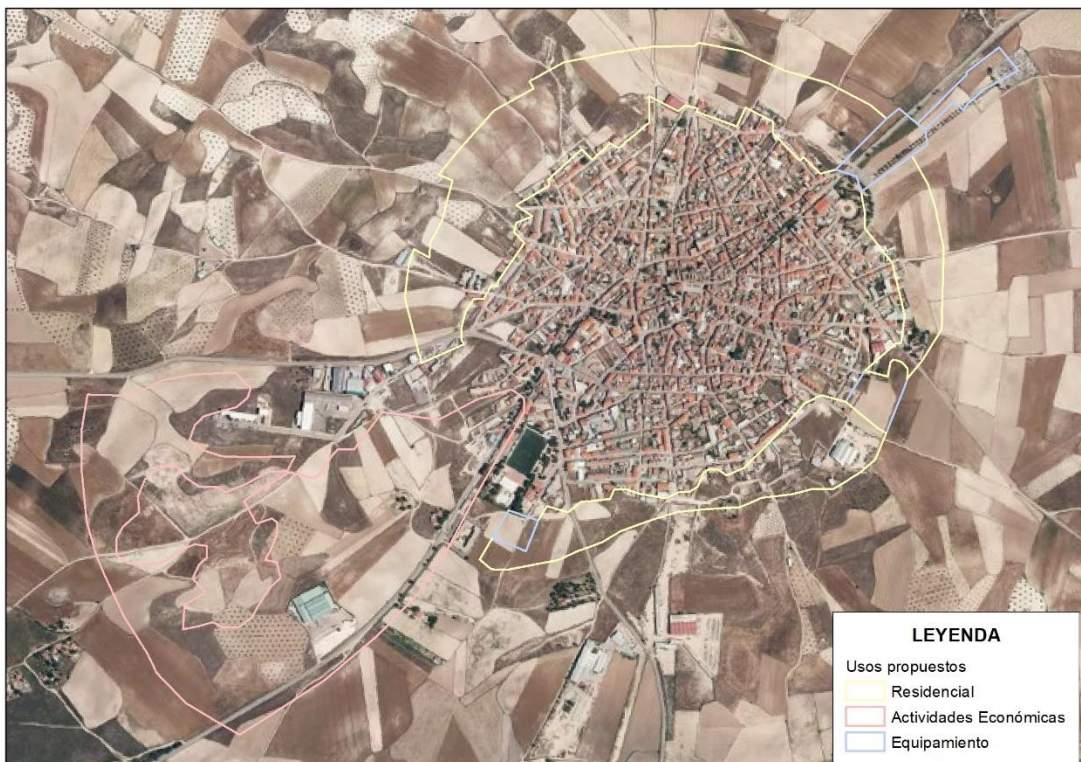 LEYENDA
Usos propuestos
Residencial
Actividades Económicas
Equipamiento